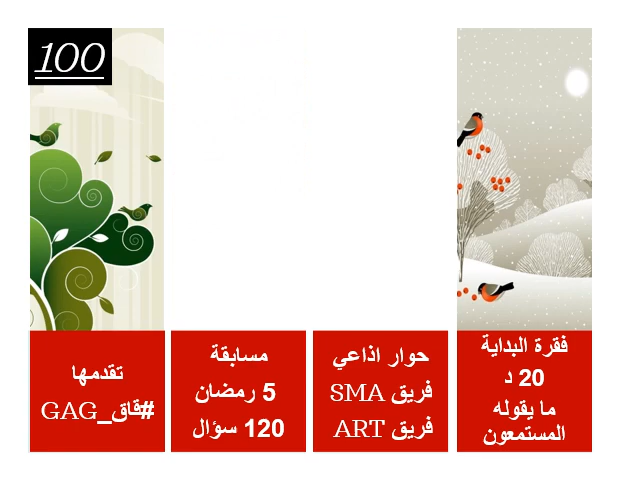 100
فقرة البداية
20 د
ما يقوله
المستمعون
حوار اذاعي
فريق SMA
فريق ART
مسابقة
5 رمضان
120 سؤال
تقدمها
#قاق_GAG